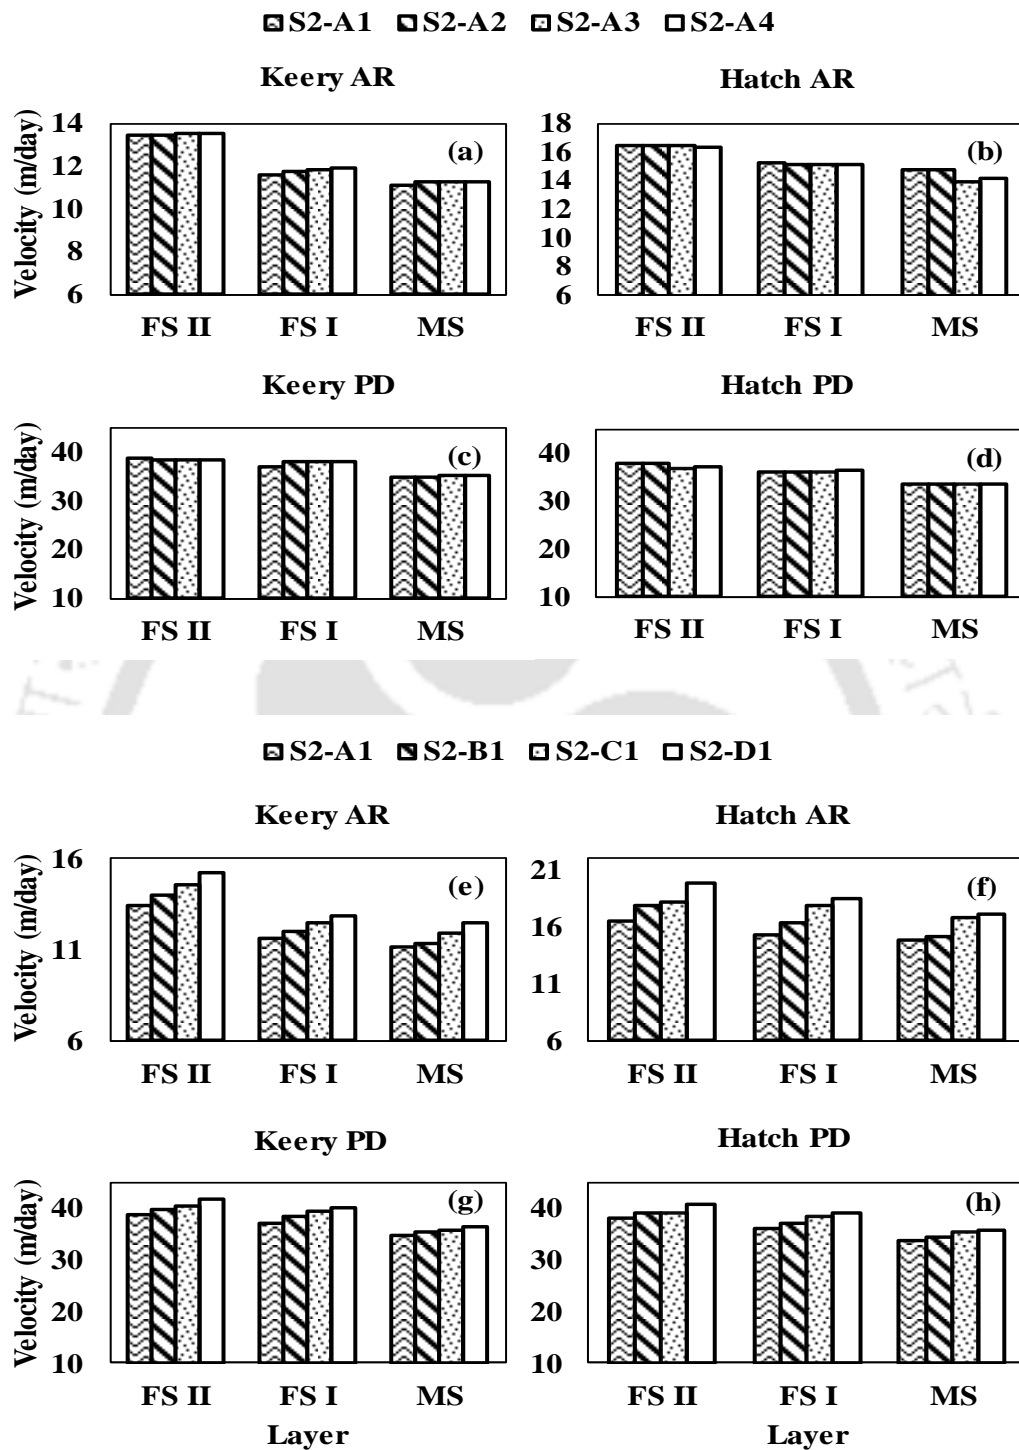 S2-A1 S2-A2 S2-A3 S2-A4
Keery AR
Hatch AR
Velocity (m/day)
14
12
10
8
6
(a)
FS II FS I MS
18
16
14
12
10
8
6
(b)
FS II FS I MS
Keery PD
Hatch PD
Velocity (m/day)
40
30
20
10
(c)
FS II FS I MS
40
30
20
10
(d)
FS II FS I MS
S2-A1 S2-B1 S2-C1 S2-D1
Keery AR
Hatch AR
Velocity (m/day)
16
11
6
(e)
FS II FS I MS
21
16
11
6
(f)
FS II FS I MS
Keery PD
Hatch PD
Velocity (m/day)
40
30
20
10
(g)
FS II FS I MS
Layer
40
30
20
10
(h)
FS II FS I MS
Layer